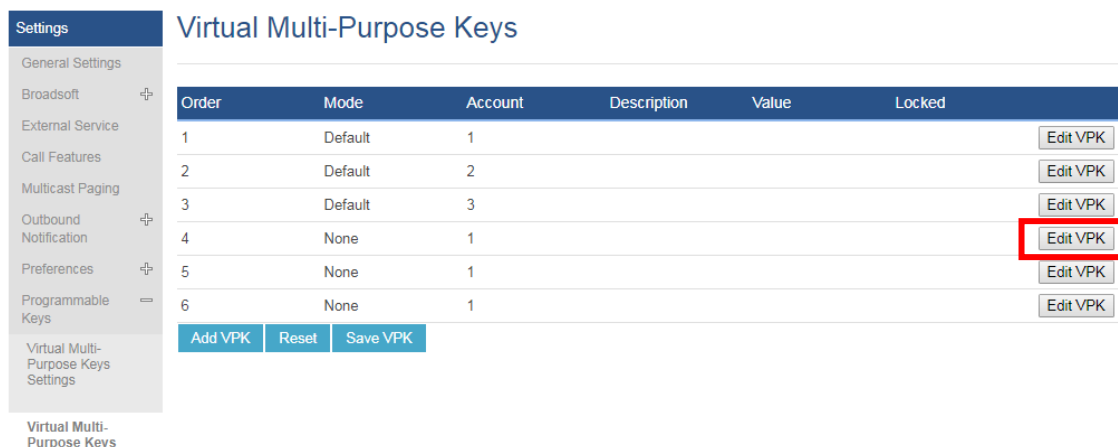 Settings
General Settings
Broadsoft
External Service
Call Features
Multicast Paging
Outbound
Notification
Preferences
Programmable
Keys
Virtual Multi-
Purpose Keys
Settings
Virtual Multi-
Purpose Keys
Virtual Multi-Purpose Keys
Order Mode Account Description Value Locked
1 Default 1 Edit VPK
2 Default 2 Edit VPK
3 Default 3 Edit VPK
4 None 1 Edit VPK
5 None 1 Edit VPK
6 None 1 Edit VPK
Add VPK Reset Save VPK